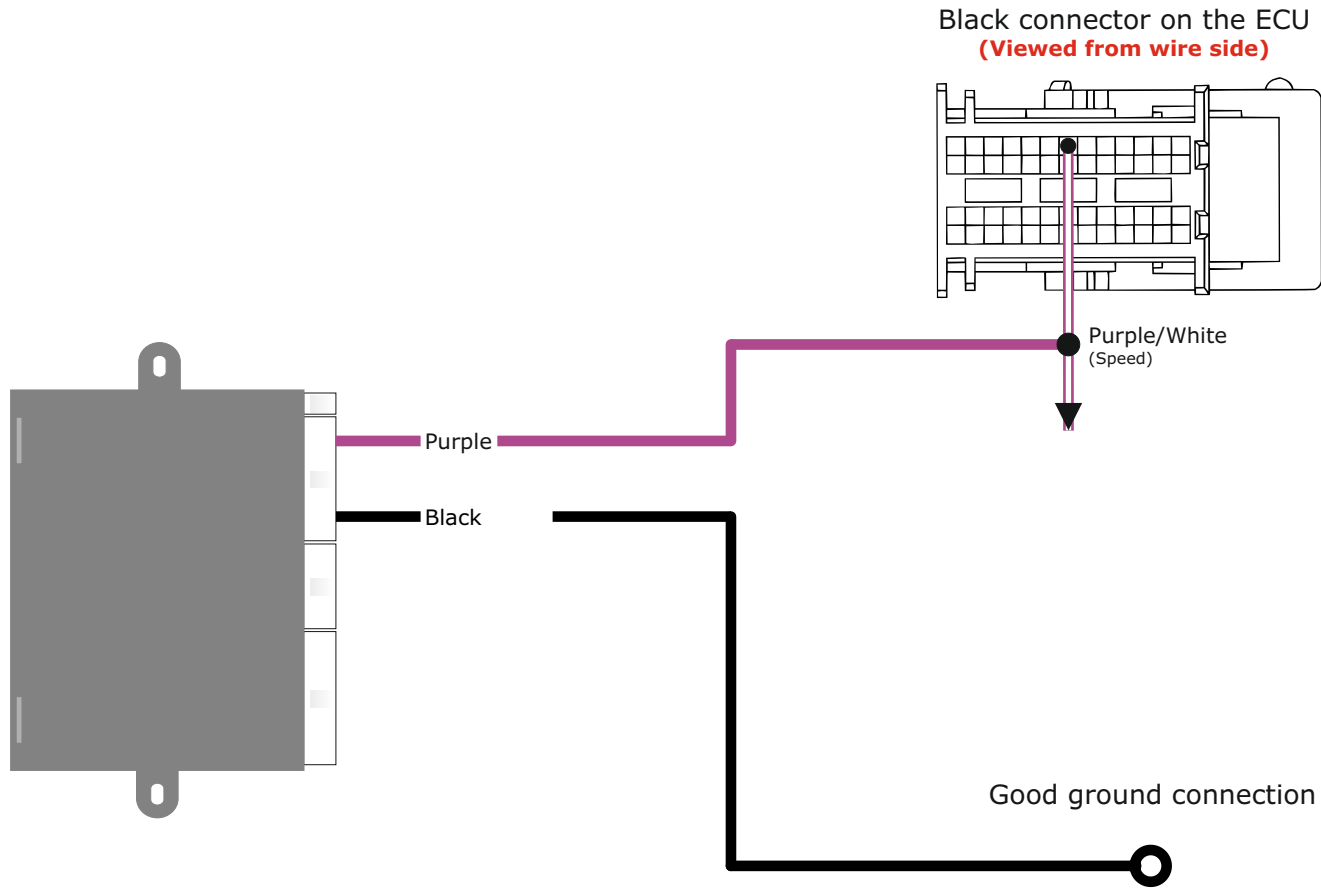 Black connector on the ECU
(Viewed from wire side)
Purple/White
(Speed)
Purple
Black
Good ground connection